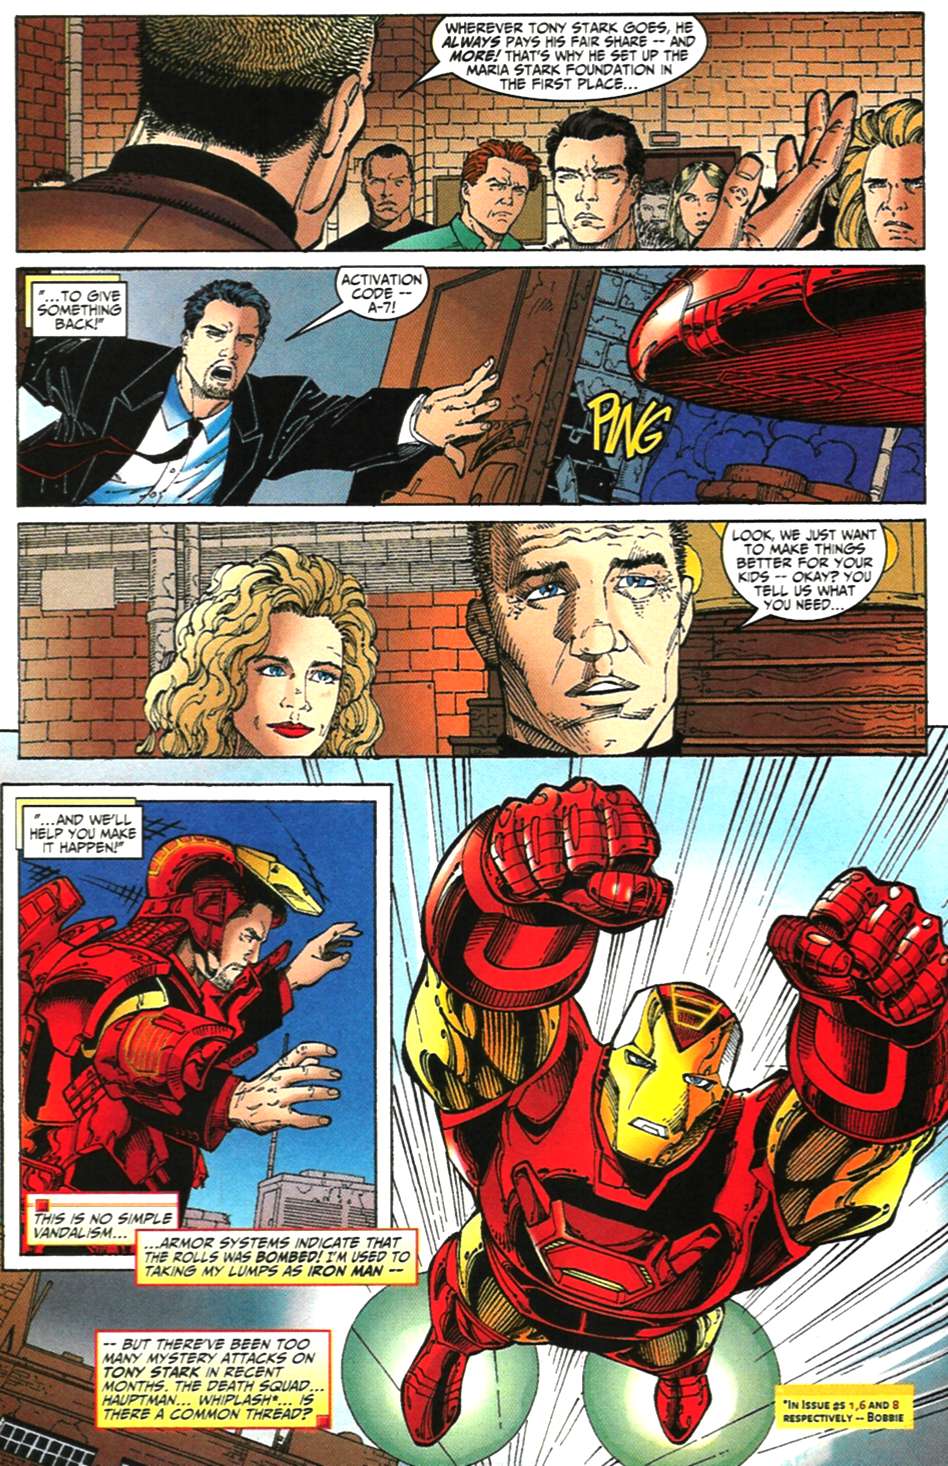 WHEREVER TONY STARK GOES, HE
ALWAYS PAYS HIS FAIR SHARE -- AND
MORE! THAT'S WHY HE SET UP THE
MARIA STARK FOUNDATION IN
THE FIRST PLACE...
"...TO GIVE
SOMETHING
BACK!"
ACTIVATION
CODE --
A-7!
PING
LOOK, WE JUST WANT
TO MAKE THINGS
BETTER FOR YOUR
KIDS -- OKAY? YOU
TELL US WHAT
YOU NEED...
"...AND WE'LL
HELP YOU MAKE
IT HAPPEN!"
THIS IS NO SIMPLE
VANDALISM...
...ARMOR SYSTEMS INDICATE THAT
THE ROLLS WAS BOMBED! I'M USED TO
TAKING MY LUMPS AS IRON MAN --
-- BUT THERE'VE BEEN TOO
MANY MYSTERY ATTACKS ON
TONY STARK IN RECENT
MONTHS. THE DEATH SQUAD...
HAUPTMAN... WHIPLASH*... IS
THERE A COMMON THREAD?
*IN ISSUE #S 1,6 AND 8
RESPECTIVELY -- BOBBIE